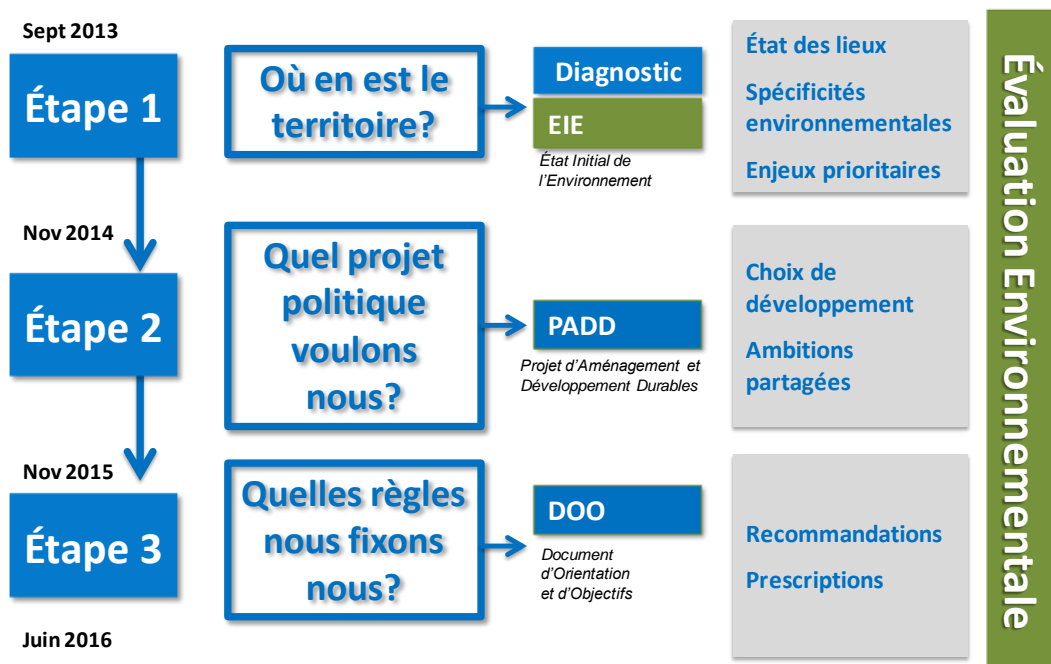 Sept 2013
Étape 1
Où en est le
territoire?
Diagnostic
EIE
État Initial de
l'Environnement
État des lieux
Spécificités
environnementales
Enjeux prioritaires
Nov 2014
Étape 2
Quel projet
politique
voulons
nous?
PADD
Projet d'Aménagement et
Développement Durables
Choix de
développement
Ambitions
partagées
Nov 2015
Étape 3
Quelles règles
nous fixons
nous?
DOO
Document
d'Orientation
et d'Objectifs
Recommandations
Prescriptions
Juin 2016
Évaluation Environnementale